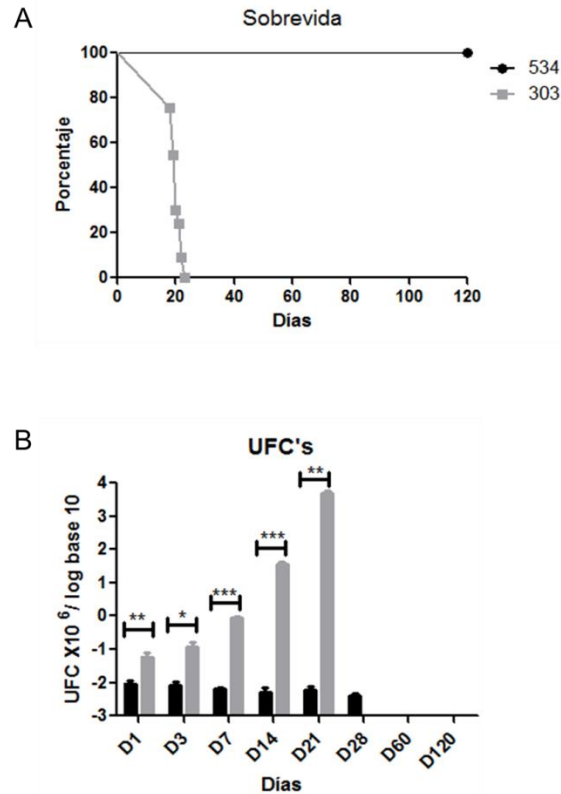 A
Sobrevida
Porcentaje
100
80
60
40
20
0
0 20 40 60 80 100 120
Días
534
303
B
UFC's
UFC X10 6/ log base 10
4
3
2
1
0
-1
-2
-3
** * *** *** **
D1 D3 D7 D14 D21 D28 D60 D120
Días